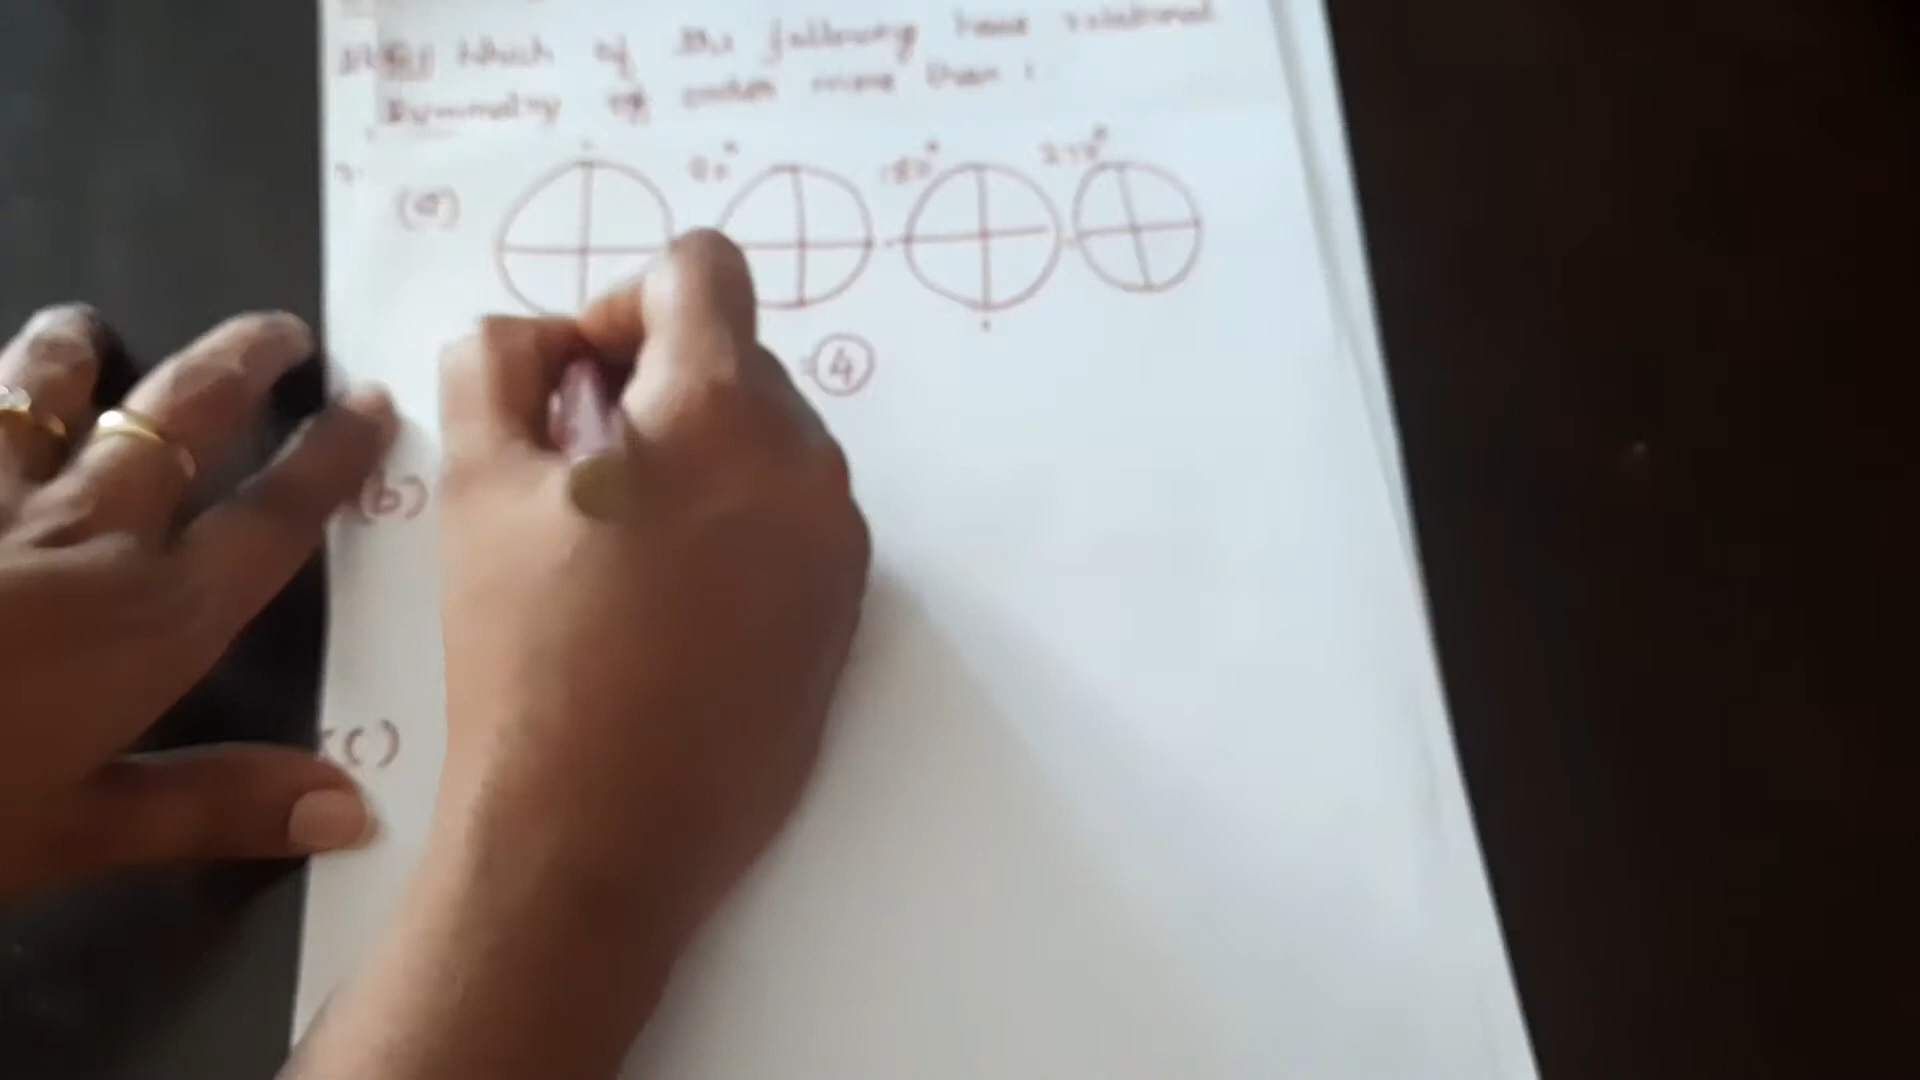 Which of the following have rotational
Symmetry of order more than 1
90° 180° 270°
(a)
= 4
(b)
(c)